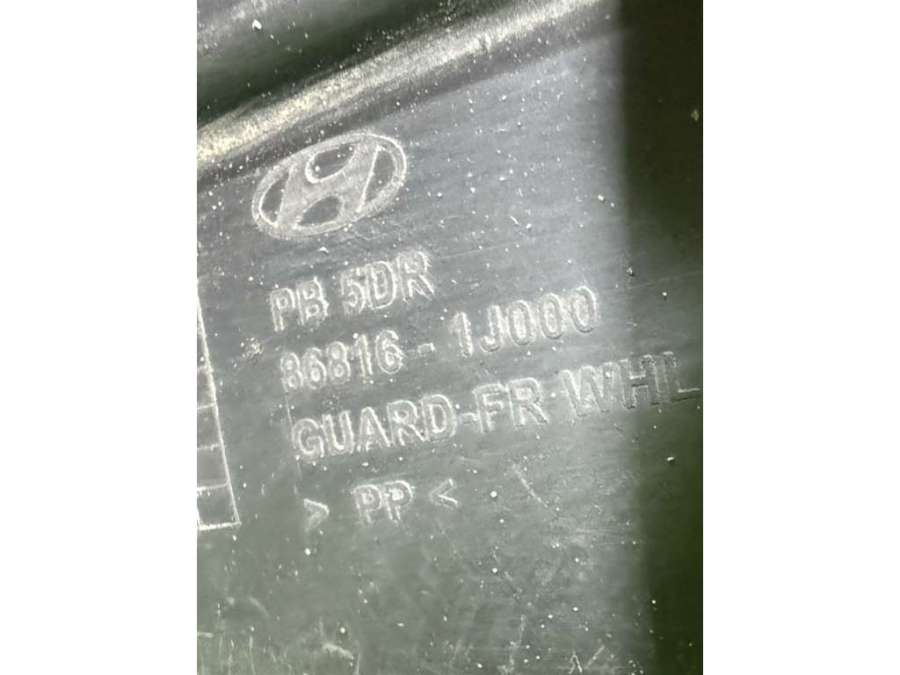 PB 5DR
86816-1J000
GUARD-FR WHL
> PP <